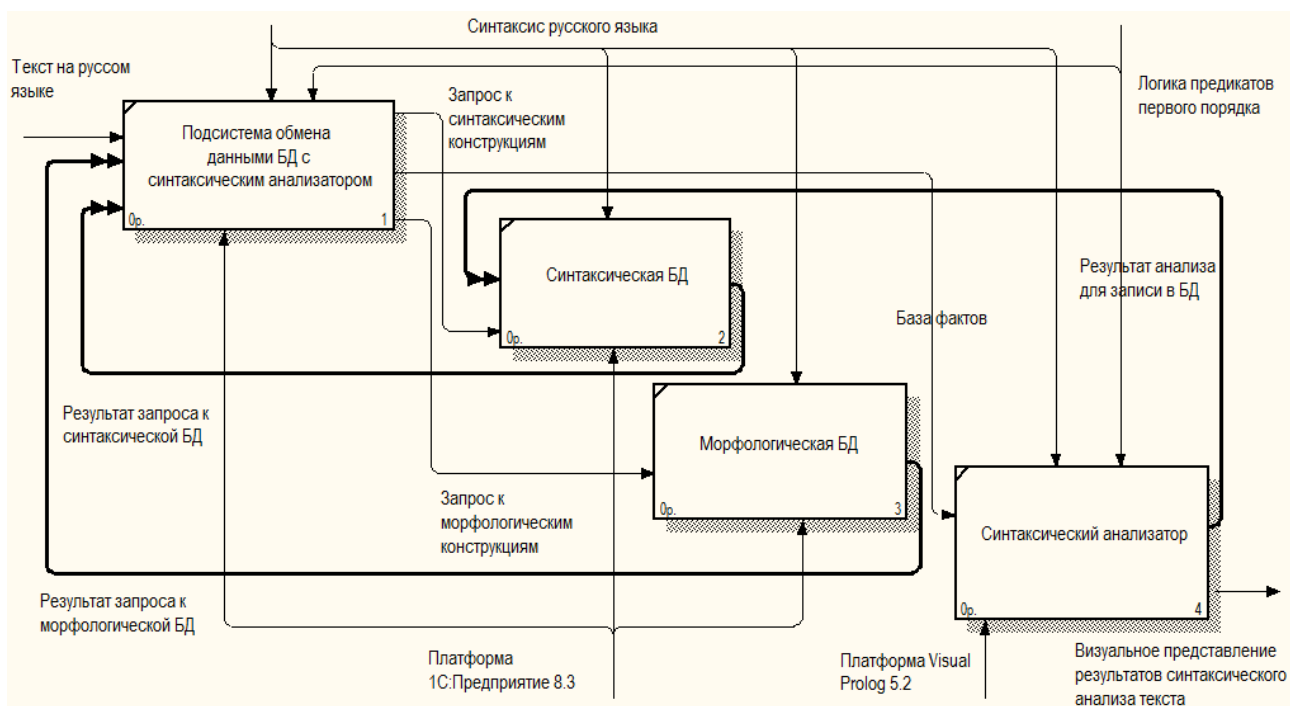 Синтаксис русского языка
Текст на руссом
языке
Логика предикатов
первого порядка
Запрос к
синтаксическим
конструкциям
Подсистема обмена
данными БД с
синтаксическим анализатором
0р.
1
Синтаксическая БД
0р.
2
Результат анализа
для записи в БД
База фактов
Результат запроса к
синтаксической БД
Морфологическая БД
0р.
3
Запрос к
морфологическим
конструкциям
Синтаксический анализатор
0р.
4
Результат запроса к
морфологической БД
Платформа
1С:Предприятие 8.3
Платформа Visual
Prolog 5.2
Визуальное представление
результатов синтаксического
анализа текста